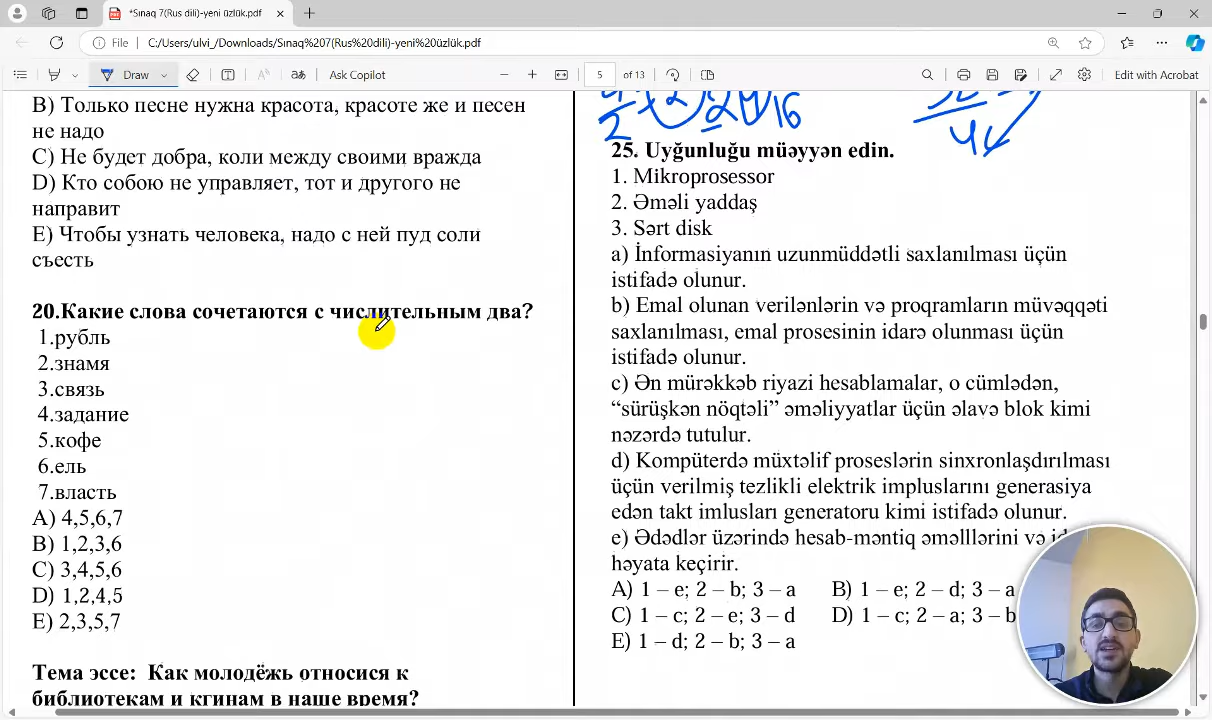 *Sınaq 7(Rus dili)-yeni üzlük.pdf
File
C:/Users/ulvi_/Downloads/Sınaq%207(Rus%20dili)-yeni%20üzlük.pdf
Draw
Ask Copilot
5
of 13
Edit with Acrobat
B) Только песне нужна красота, красоте же и песен
не надо
C) Не будет добра, коли между своими вражда
D) Кто собою не управляет, тот и другого не
направит
E) Чтобы узнать человека, надо с ней пуд соли
съесть
20.Какие слова сочетаются с числительным два?
1.рубль
2.знамя
3.связь
4.задание
5.кофе
6.ель
7.власть
A) 4,5,6,7
B) 1,2,3,6
C) 3,4,5,6
D) 1,2,4,5
E) 2,3,5,7
Тема эссе: Как молодёжь относися к
библиотекам и кгинам в наше время?
2
16
44
25. Uyğunluğu müəyyən edin.
1. Mikroprosessor
2. Əməli yaddaş
3. Sərt disk
a) İnformasiyanın uzunmüddətli saxlanılması üçün
istifadə olunur.
b) Emal olunan verilənlərin və proqramların müvəqqəti
saxlanılması, emal prosesinin idarə olunması üçün
istifadə olunur.
c) Ən mürəkkəb riyazi hesablamalar, o cümlədən,
“sürüşkən nöqtəli” əməliyyatlar üçün əlavə blok kimi
nəzərdə tutulur.
d) Kompüterdə müxtəlif proseslərin sinxronlaşdırılması
üçün verilmiş tezlikli elektrik impluslarını generasiya
edən takt imlusları generatoru kimi istifadə olunur.
e) Ədədlər üzərində hesab-məntiq əməlllərini və
həyata keçirir.
A) 1 – e; 2 – b; 3 – a B) 1 – e; 2 – d; 3 – a
C) 1 – c; 2 – e; 3 – d D) 1 – c; 2 – a; 3 – b
E) 1 – d; 2 – b; 3 – a